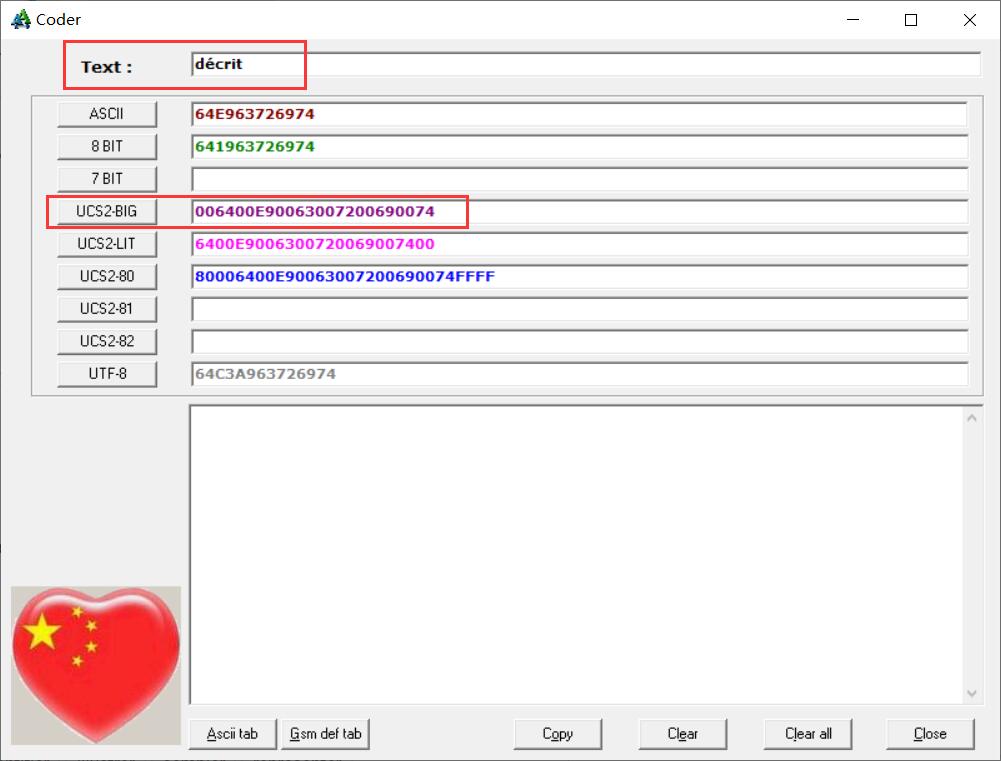 Coder
Text :
décrit
ASCII
64E963726974
8 BIT
641963726974
7 BIT
UCS2-BIG
006400E90063007200690074
UCS2-LIT
6400E9006300720069007400
UCS2-80
80006400E90063007200690074FFFF
UCS2-81
UCS2-82
UTF-8
64C3A963726974
Ascii tab
Gsm def tab
Copy
Clear
Clear all
Close